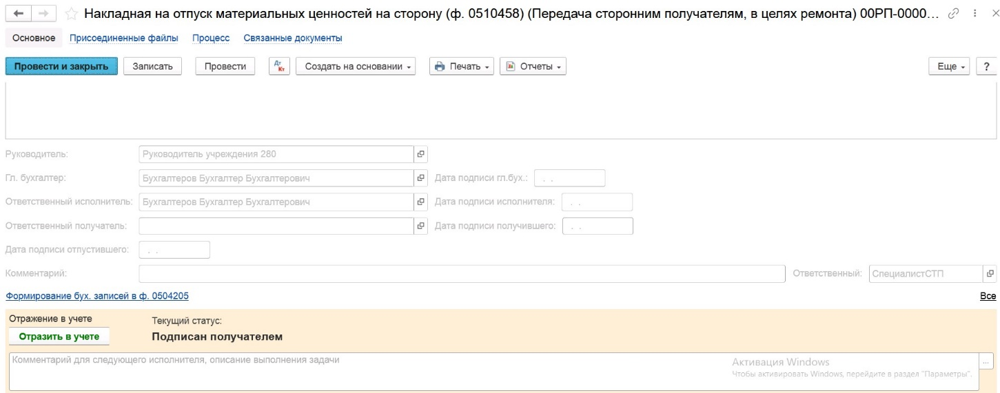 Накладная на отпуск материальных ценностей на сторону (ф. 0510458) (Передача сторонним получателям, в целях ремонта) 00РП-0000...
Основное Присоединенные файлы Процесс Связанные документы
Провести и закрыть Записать Провести Дт Кт Создать на основании Печать Отчеты Еще ?
Руководитель: Руководитель учреждения 280
Гл. бухгалтер: Бухгалтеров Бухгалтер Бухгалтерович Дата подписи гл.бух.: . .
Ответственный исполнитель: Бухгалтеров Бухгалтер Бухгалтерович Дата подписи исполнителя: . .
Ответственный получатель: Дата подписи получившего: . .
Дата подписи отпустившего: . .
Комментарий: Ответственный: СпециалистСТП
Формирование бух. записей в ф. 0504205 Все
Отражение в учете Текущий статус:
Отразить в учете Подписан получателем
Комментарий для следующего исполнителя, описание выполнения задачи ...
Активация Windows
Чтобы активировать Windows, перейдите в раздел "Параметры".